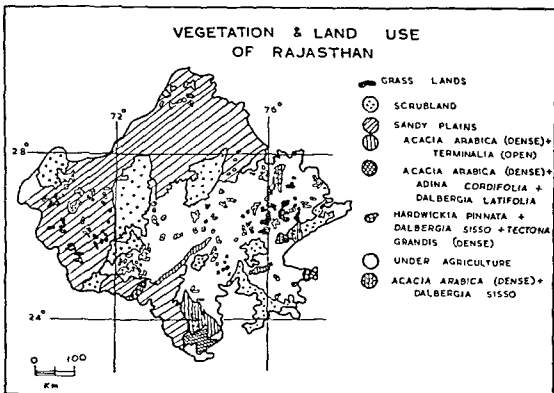 VEGETATION & LAND USE
OF RAJASTHAN
72°
76°
28°
24°
0 100
Km
GRASS LANDS
SCRUBLAND
SANDY PLAINS
ACACIA ARABICA (DENSE)+
TERMINALIA (OPEN)
ACACIA ARABICA (DENSE)+
ADINA CORDIFOLIA +
DALBERGIA LATIFOLIA
HARDWICKIA PINNATA +
DALBERGIA SISSO + TECTONA
GRANDIS (DENSE)
UNDER AGRICULTURE
ACACIA ARABICA (DENSE)+
DALBERGIA SISSO